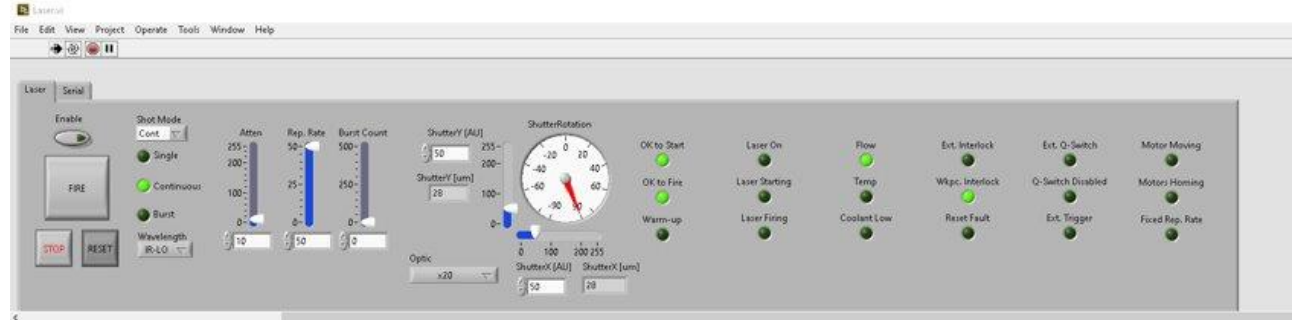 Laser.vi
File Edit View Project Operate Tools Window Help
Laser Serial
Enable
FIRE
STOP RESET
Shot Mode
Cont
Single
Continuous
Burst
Wavelength
IR-LO
Atten
255
200
100
0
10
Rep. Rate
50
25
0
50
Burst Count
500
250
0
0
ShutterY [AU]
50
ShutterY [um]
28
255
200
100
0
Optic
x20
ShutterRotation
0
-20 20
-40 40
-60 60
-90 90
0 100 200 255
ShutterX [AU] ShutterX [um]
50 28
OK to Start Laser On Flow Ext. Interlock Ext. Q-Switch Motor Moving
OK to Fire Laser Starting Temp Wkpc. Interlock Q-Switch Disabled Motors Homing
Warm-up Laser Firing Coolant Low Reset Fault Ext. Trigger Fixed Rep. Rate